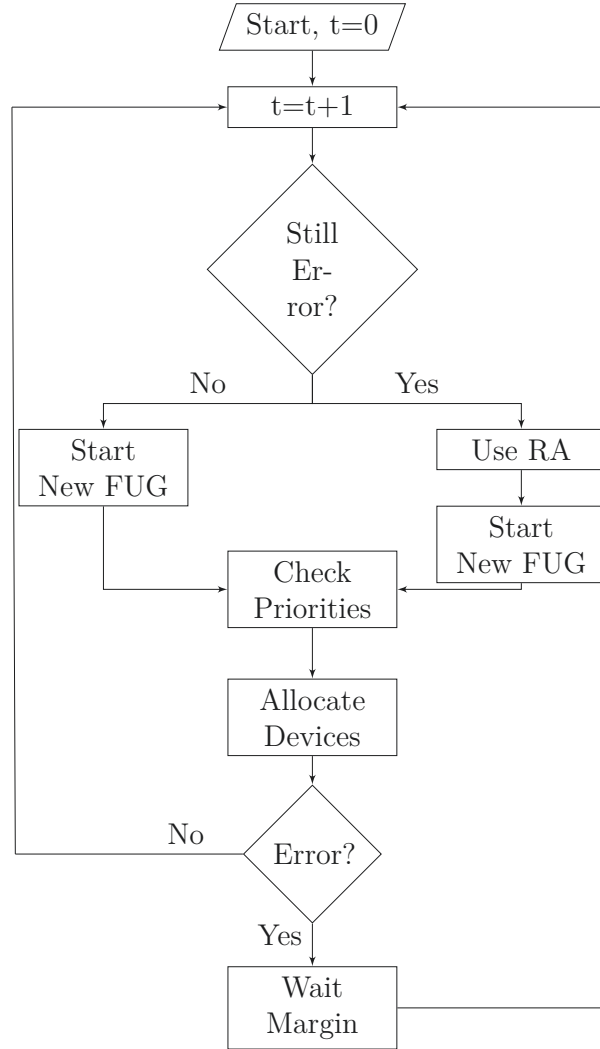 Start, t=0
t=t+1
Still
Er-
ror?
No
Yes
Start
New FUG
Use RA
Start
New FUG
Check
Priorities
Allocate
Devices
No
Error?
Yes
Wait
Margin